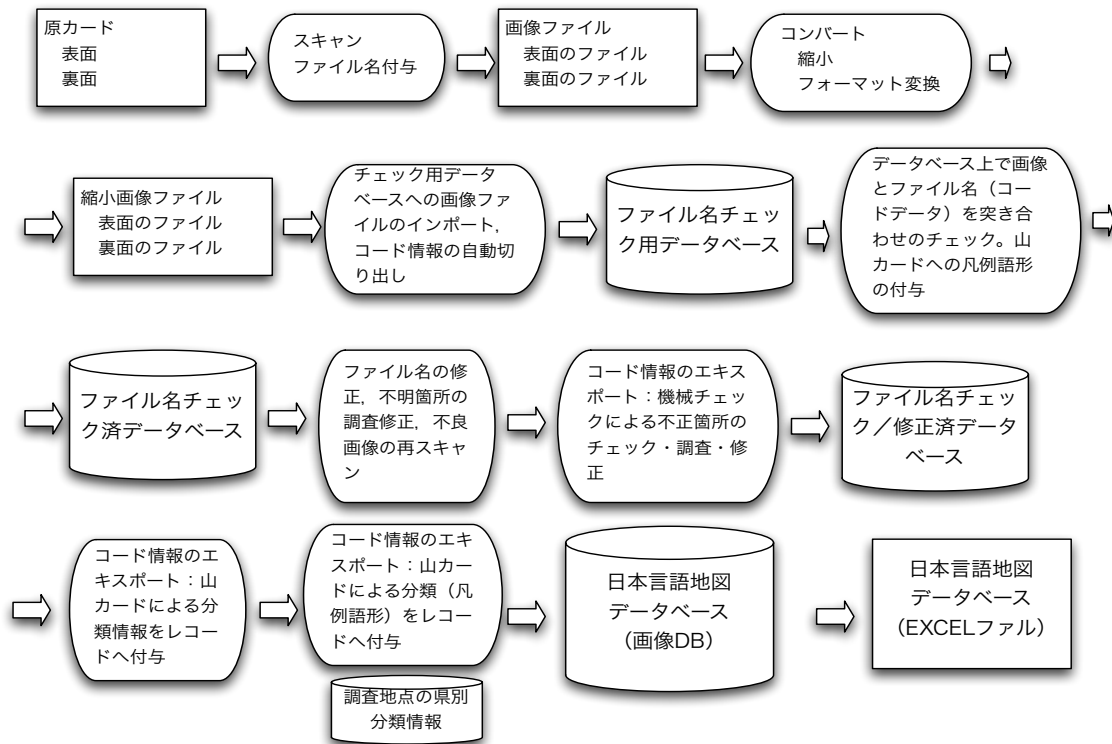 原カード
表面
裏面
スキャン
ファイル名付与
画像ファイル
表面のファイル
裏面のファイル
コンバート
縮小
フォーマット変換
縮小画像ファイル
表面のファイル
裏面のファイル
チェック用データ
ベースへの画像ファ
イルのインポート，
コード情報の自動切
り出し
ファイル名チェッ
ク用データベース
データベース上で画像
とファイル名（コー
ドデータ）を突き合
わせのチェック。山
カードへの凡例語形
の付与
ファイル名チェッ
ク済データベース
ファイル名の修
正，不明箇所の
調査修正，不良
画像の再スキャ
ン
コード情報のエキス
ポート：機械チェッ
クによる不正箇所の
チェック・調査・修
正
ファイル名チェッ
ク／修正済データ
ベース
コード情報のエ
キスポート：山
カードによる分
類情報をレコー
ドへ付与
コード情報のエキ
スポート：山カー
ドによる分類（凡
例語形）をレコー
ドへ付与
調査地点の県別
分類情報
日本言語地図
データベース
（画像DB）
日本言語地図
データベース
（EXCELファル）